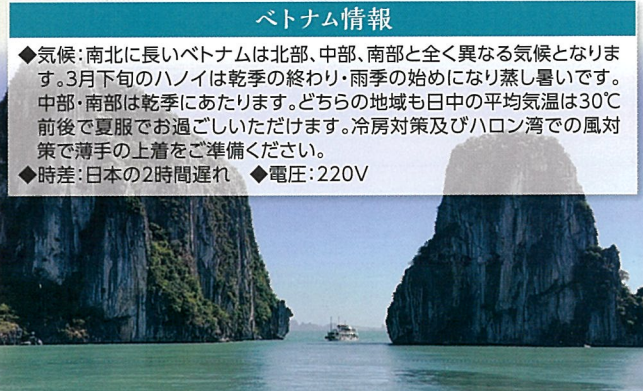 ベトナム情報
◆気候：南北に長いベトナムは北部、中部、南部と全く異なる気候となりま
す。3月下旬のハノイは乾季の終わり・雨季の始めになり蒸し暑いです。
中部・南部は乾季にあたります。どちらの地域も日中の平均気温は30℃
前後で夏服でお過ごしいただけます。冷房対策及びハロン湾での風対
策で薄手の上着をご準備ください。
◆時差：日本の2時間遅れ ◆電圧：220V